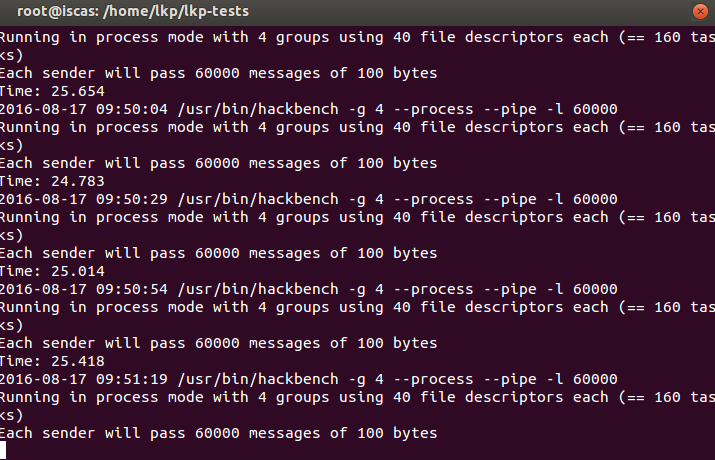 root@iscas: /home/lkp/lkp-tests
Running in process mode with 4 groups using 40 file descriptors each (== 160 tas
ks)
Each sender will pass 60000 messages of 100 bytes
Time: 25.654
2016-08-17 09:50:04 /usr/bin/hackbench -g 4 --process --pipe -l 60000
Running in process mode with 4 groups using 40 file descriptors each (== 160 tas
ks)
Each sender will pass 60000 messages of 100 bytes
Time: 24.783
2016-08-17 09:50:29 /usr/bin/hackbench -g 4 --process --pipe -l 60000
Running in process mode with 4 groups using 40 file descriptors each (== 160 tas
ks)
Each sender will pass 60000 messages of 100 bytes
Time: 25.014
2016-08-17 09:50:54 /usr/bin/hackbench -g 4 --process --pipe -l 60000
Running in process mode with 4 groups using 40 file descriptors each (== 160 tas
ks)
Each sender will pass 60000 messages of 100 bytes
Time: 25.418
2016-08-17 09:51:19 /usr/bin/hackbench -g 4 --process --pipe -l 60000
Running in process mode with 4 groups using 40 file descriptors each (== 160 tas
ks)
Each sender will pass 60000 messages of 100 bytes